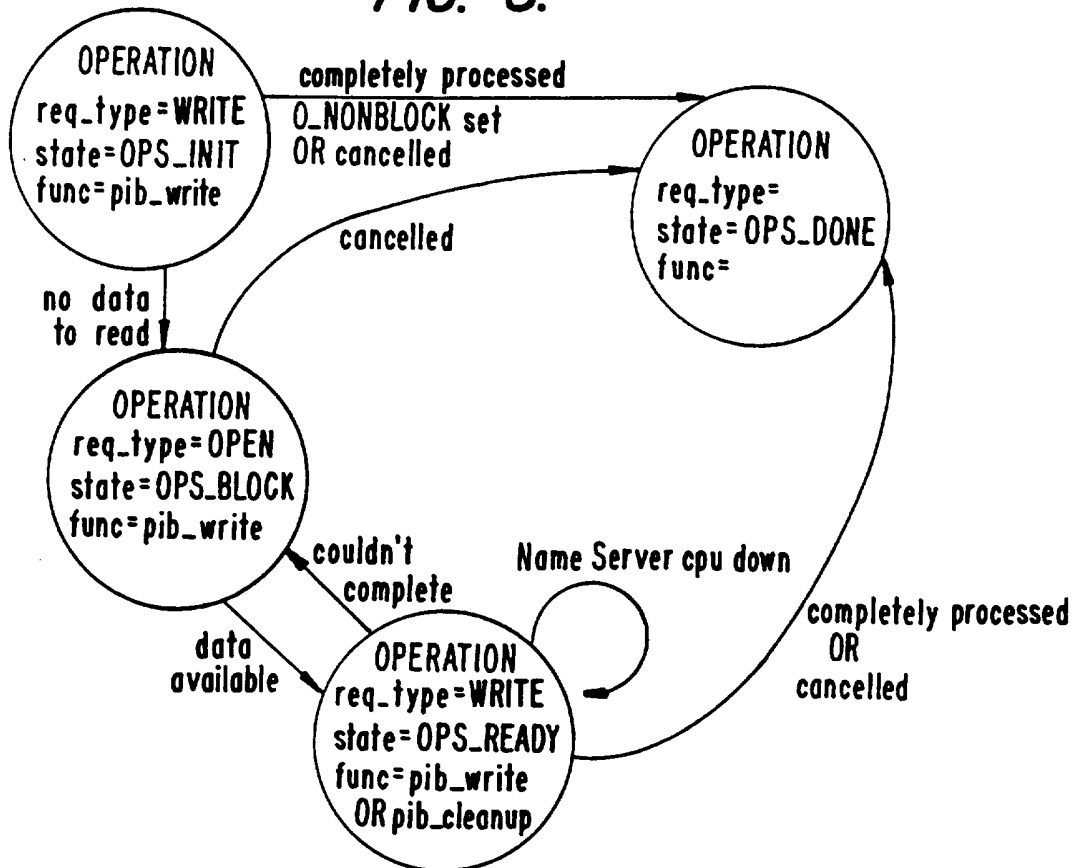 OPERATION
req_type=WRITE
state=OPS_INIT
func=pib_write
completely processed
O_NONBLOCK set
OR cancelled
OPERATION
req_type=
state=OPS_DONE
func=
cancelled
no data
to read
OPERATION
req_type=OPEN
state=OPS_BLOCK
func=pib_write
couldn't
complete
Name Server cpu down
data
available
OPERATION
req_type=WRITE
state=OPS_READY
func=pib_write
OR pib_cleanup
completely processed
OR
cancelled